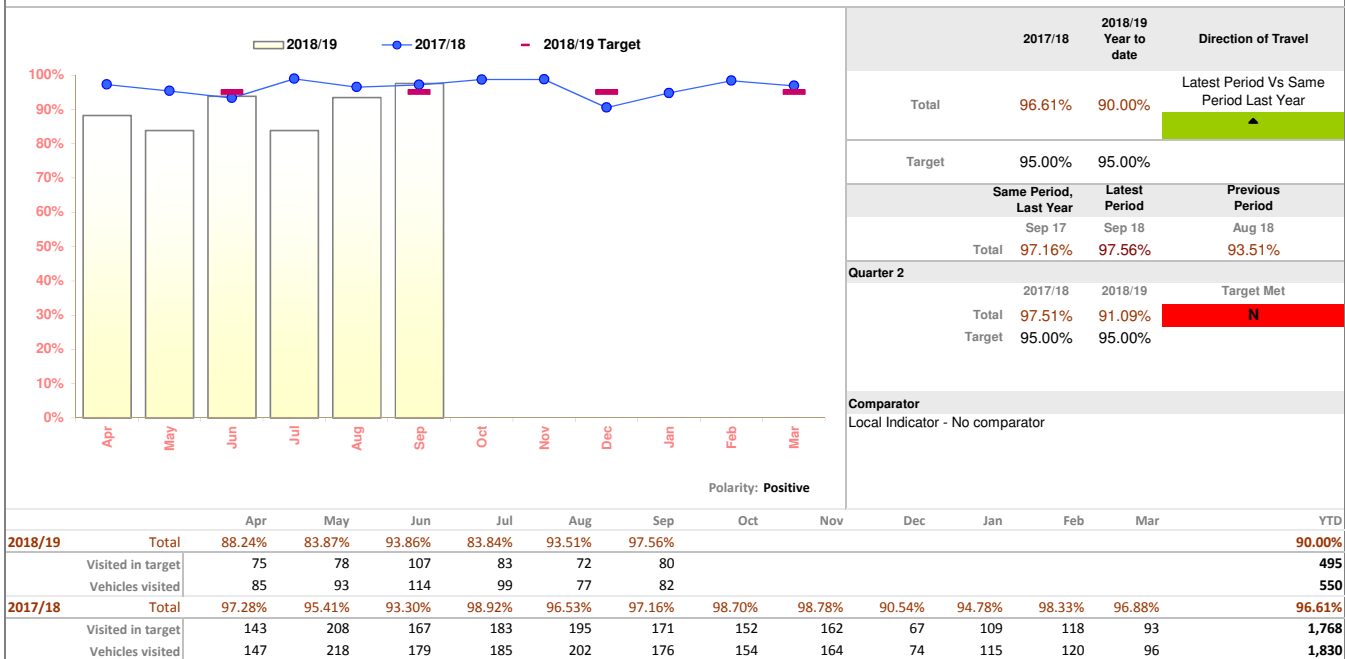 2018/19 2017/18 2018/19 Target
100%
90%
80%
70%
60%
50%
40%
30%
20%
10%
0%
Apr May Jun Jul Aug Sep Oct Nov Dec Jan Feb Mar
Polarity: Positive
2017/18 2018/19 Year to date Direction of Travel
Total 96.61% 90.00% Latest Period Vs Same Period Last Year
Target 95.00% 95.00%
Same Period, Last Year Latest Period Previous Period
Sep 17 Sep 18 Aug 18
Total 97.16% 97.56% 93.51%
Quarter 2
2017/18 2018/19 Target Met
Total 97.51% 91.09% N
Target 95.00% 95.00%
Comparator
Local Indicator - No comparator
Apr May Jun Jul Aug Sep Oct Nov Dec Jan Feb Mar YTD
2018/19 Total 88.24% 83.87% 93.86% 83.84% 93.51% 97.56% 90.00%
Visited in target 75 78 107 83 72 80 495
Vehicles visited 85 93 114 99 77 82 550
2017/18 Total 97.28% 95.41% 93.30% 98.92% 96.53% 97.16% 98.70% 98.78% 90.54% 94.78% 98.33% 96.88% 96.61%
Visited in target 143 208 167 183 195 171 152 162 67 109 118 93 1,768
Vehicles visited 147 218 179 185 202 176 154 164 74 115 120 96 1,830